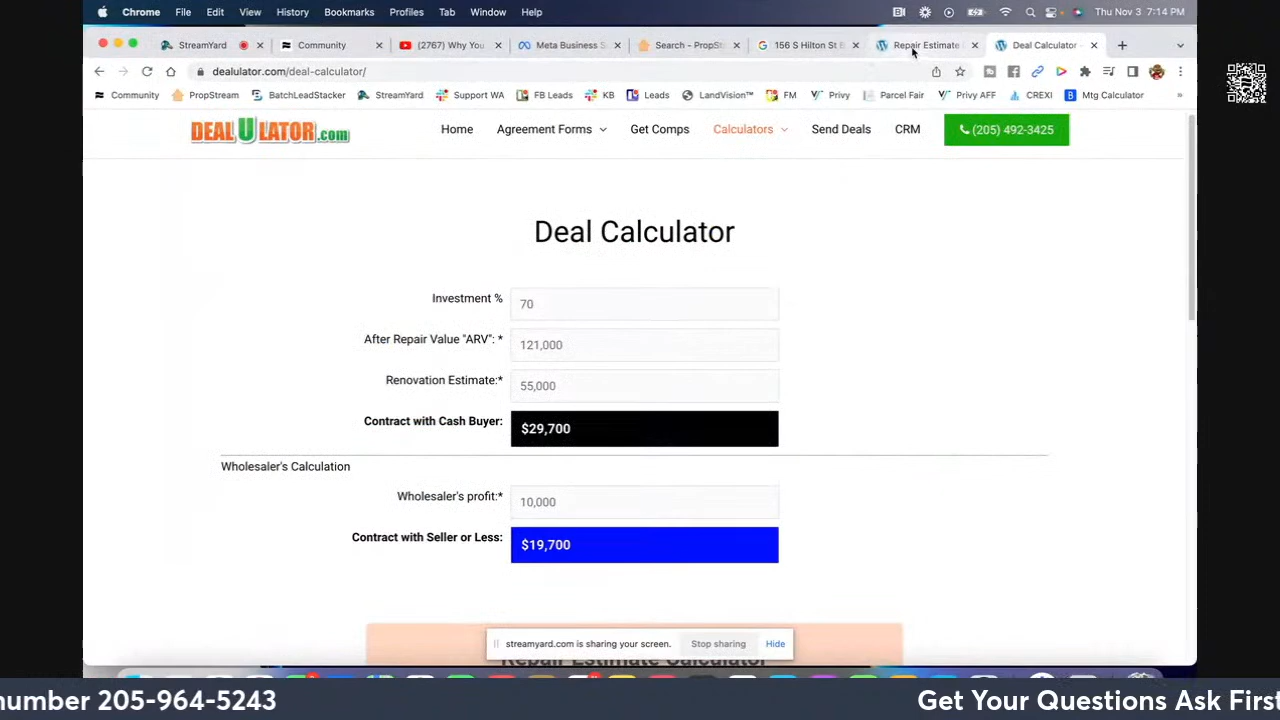 Chrome File Edit View History Bookmarks Profiles Tab Window Help Thu Nov 3 7:14 PM
StreamYard Community (2767) Why You Meta Business S Search - PropSt 156 S Hilton St B Repair Estimate Deal Calculator
dealulator.com/deal-calculator/
Community PropStream BatchLeadStacker StreamYard Support WA FB Leads KB Leads LandVision™ FM Privy Parcel Fair Privy AFF CREXI Mtg Calculator »
DEALULATOR.com Home Agreement Forms Get Comps Calculators Send Deals CRM (205) 492-3425
Deal Calculator
Investment % 70
After Repair Value "ARV": * 121,000
Renovation Estimate:* 55,000
Contract with Cash Buyer: $29,700
Wholesaler's Calculation
Wholesaler's profit:* 10,000
Contract with Seller or Less: $19,700
streamyard.com is sharing your screen. Stop sharing Hide
Repair Estimate Calculator
number 205-964-5243 Get Your Questions Ask First